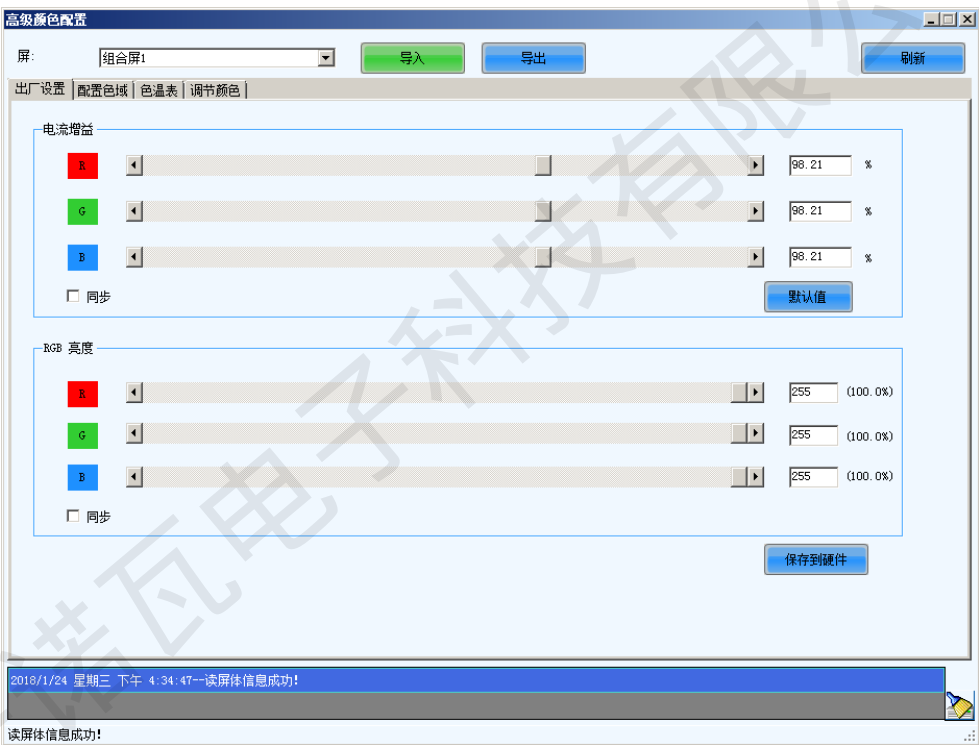 高级颜色配置
屏: 组合屏1 导入 导出 刷新
出厂设置 配置色域 色温表 调节颜色
电流增益
R 98.21 %
G 98.21 %
B 98.21 %
同步 默认值
RGB 亮度
R 255 (100.0%)
G 255 (100.0%)
B 255 (100.0%)
同步
保存到硬件
2018/1/24 星期三 下午 4:34:47--读屏体信息成功!
读屏体信息成功!
诺瓦电子科技有限公